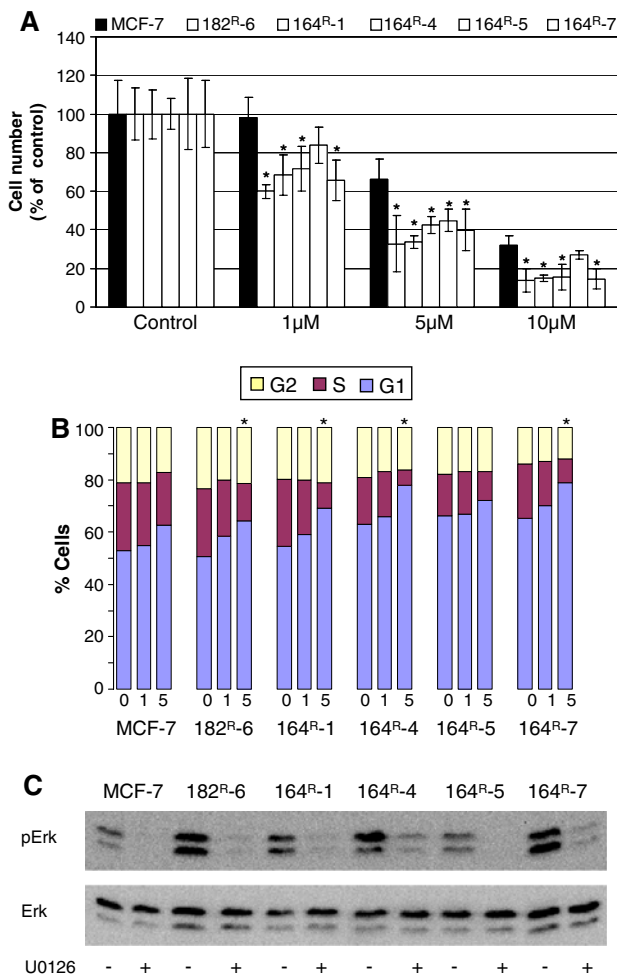 A
MCF-7 182R-6 164R-1 164R-4 164R-5 164R-7
Cell number
(% of control)
140
120
100
80
60
40
20
0
* * * *
* * * * *
* * * *
Control 1µM 5µM 10µM
G2 S G1
B
* * * *
% Cells
100
80
60
40
20
0
0 1 5 0 1 5 0 1 5 0 1 5 0 1 5 0 1 5
MCF-7 182R-6 164R-1 164R-4 164R-5 164R-7
C
MCF-7 182R-6 164R-1 164R-4 164R-5 164R-7
pErk
Erk
U0126 - + - + - + - + - + - +